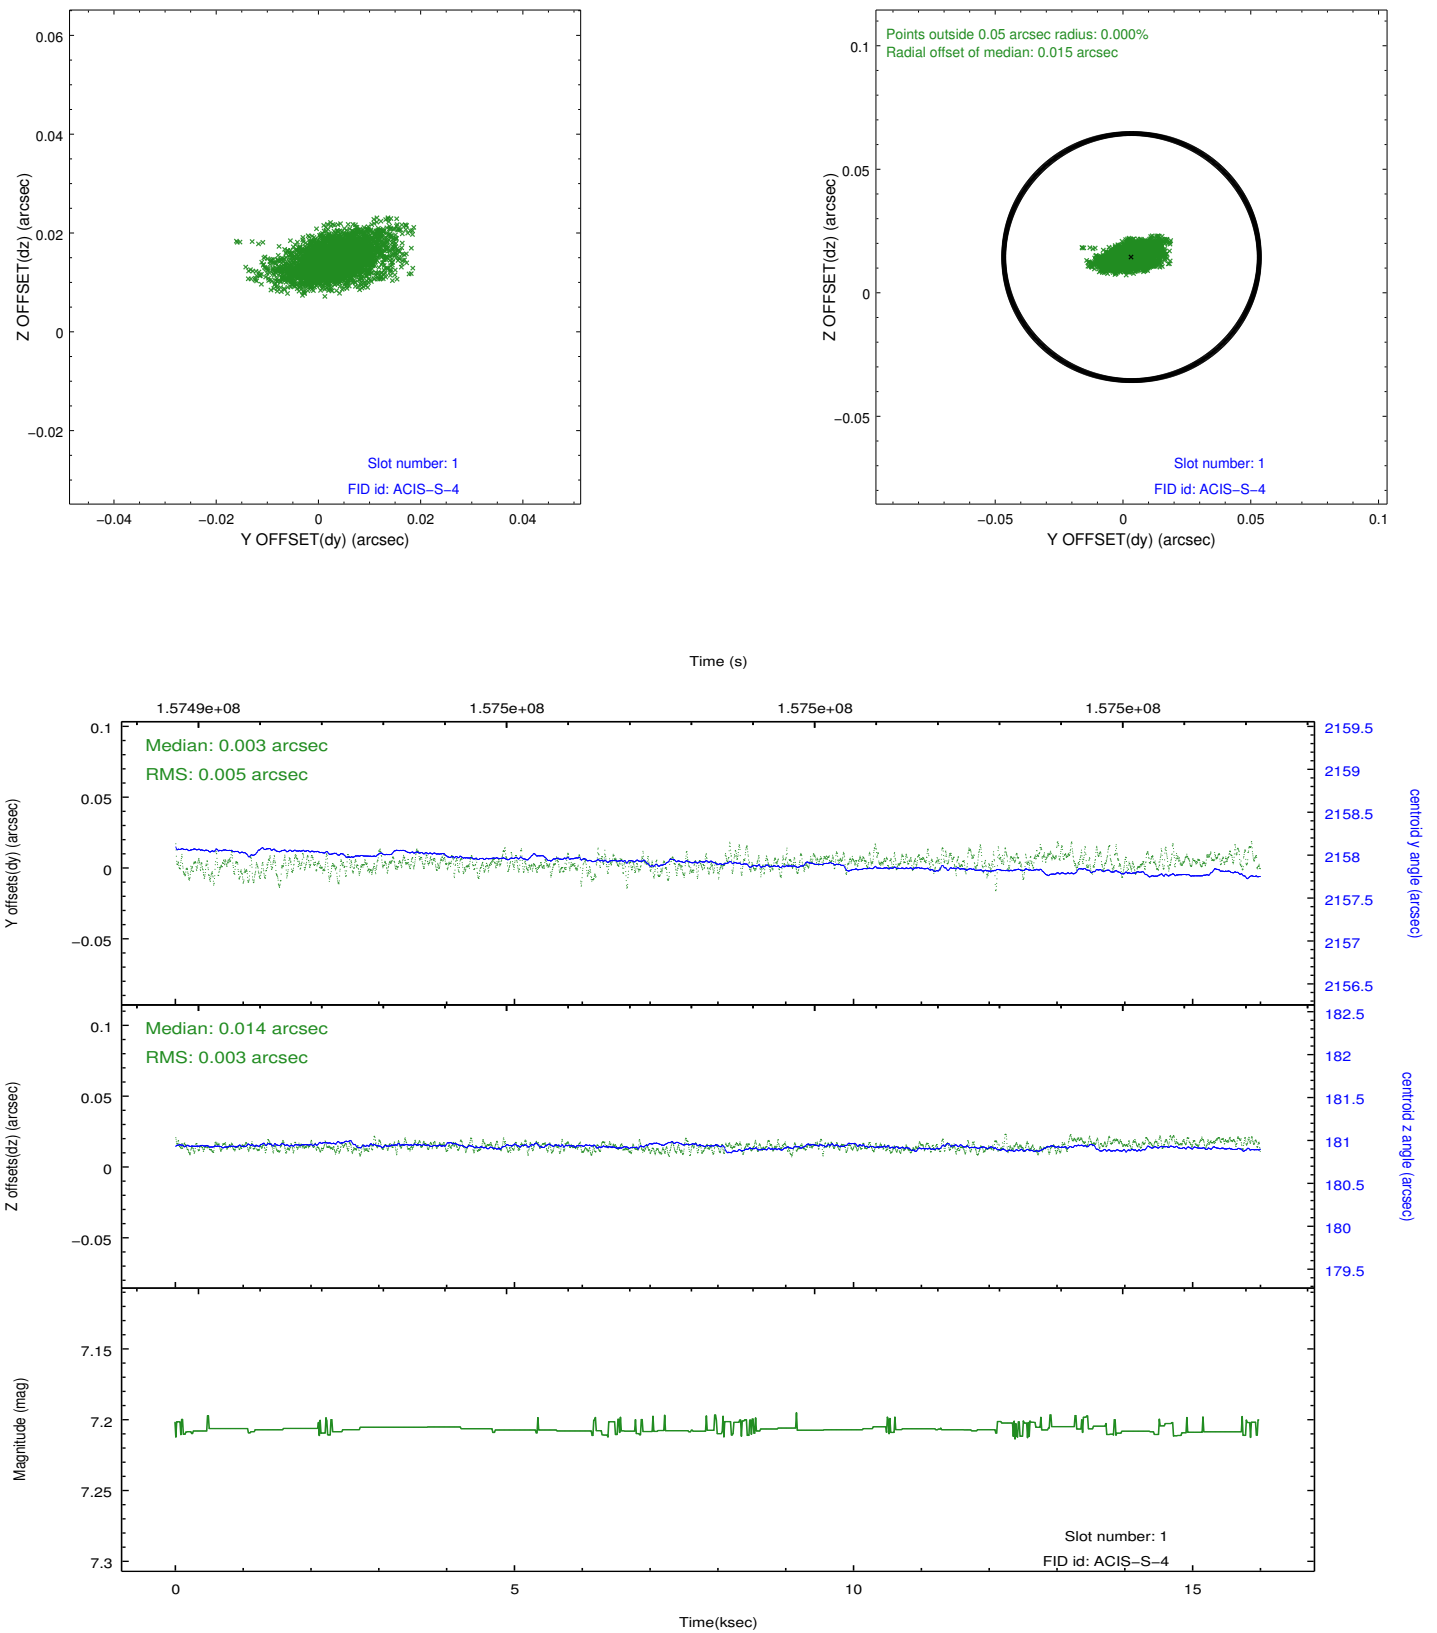 0.06
0.04
0.02
0
−0.02
Z OFFSET(dz) (arcsec)
Slot number: 1
FID id: ACIS−S−4
−0.04
−0.02
0
0.02
0.04
Y OFFSET(dy) (arcsec)
Points outside 0.05 arcsec radius: 0.000%
Radial offset of median: 0.015 arcsec
0.1
0.05
0
−0.05
Z OFFSET(dz) (arcsec)
Slot number: 1
FID id: ACIS−S−4
−0.05
0
0.05
0.1
Y OFFSET(dy) (arcsec)
Time (s)
1.5749e+08
1.575e+08
1.575e+08
1.575e+08
Median: 0.003 arcsec
RMS: 0.005 arcsec
0.1
0.05
0
−0.05
Y offsets(dy) (arcsec)
2159.5
2159
2158.5
2158
2157.5
2157
2156.5
centroid y angle (arcsec)
Median: 0.014 arcsec
RMS: 0.003 arcsec
0.1
0.05
0
−0.05
Z offsets(dz) (arcsec)
182.5
182
181.5
181
180.5
180
179.5
centroid z angle (arcsec)
7.15
7.2
7.25
7.3
Magnitude (mag)
Slot number: 1
FID id: ACIS−S−4
0
5
10
15
Time(ksec)